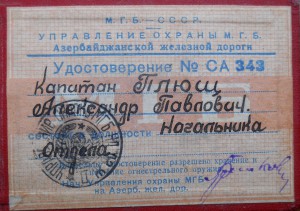 М.Г.Б.—СССР.
УПРАВЛЕНИЕ ОХРАНЫ М.Г.Б.
Азербайджанской железной дороги
Удостоверение № СА 343
Капитан Плющ
Александр Павлович.
Начальника
Отдела
удостоверение разрешено хранение и
огнестрельного оружия
управления охраны МГБ
на Азерб. жел. дор.